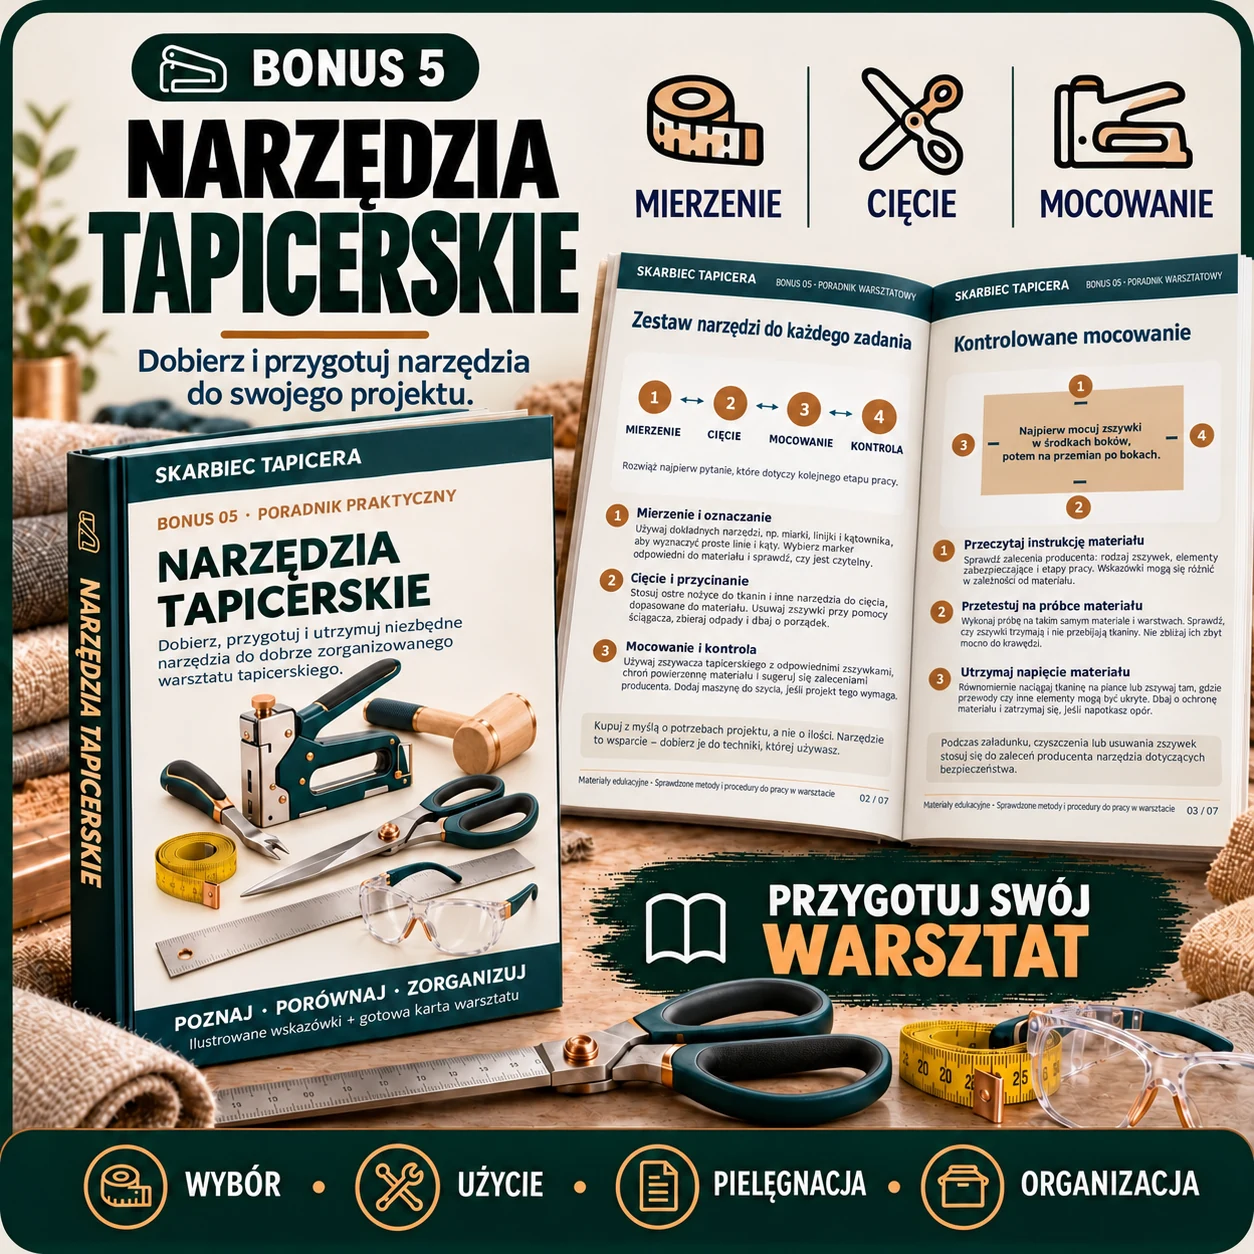 BONUS 5
NARZĘDZIA
TAPICERSKIE
Dobierz i przygotuj narzędzia
do swojego projektu.
MIERZENIE
CIĘCIE
MOCOWANIE
SKARBIEC TAPICERA
BONUS 05 · PORADNIK PRAKTYCZNY
NARZĘDZIA
TAPICERSKIE
Dobierz, przygotuj i utrzymuj niezbędne
narzędzia do dobrze zorganizowanego
warsztatu tapicerskiego.
POZNAJ · PORÓWNAJ · ZORGANIZUJ
Ilustrowane wskazówki + gotowa karta warsztatu
NARZĘDZIA TAPICERSKIE
SKARBIEC TAPICERA
BONUS 05 • PORADNIK WARSZTATOWY
Zestaw narzędzi do każdego zadania
1
2
3
4
MIERZENIE
CIĘCIE
MOCOWANIE
KONTROLA
Rozwiąż najpierw pytanie, które dotyczy kolejnego etapu pracy.
1 Mierzenie i oznaczanie
Używaj dokładnych narzędzi, np. miarki, linijki i kątownika,
aby wyznaczyć proste linie i kąty. Wybierz marker
odpowiedni do materiału i sprawdź, czy jest czytelny.
2 Cięcie i przycinanie
Stosuj ostre nożyce do tkanin i inne narzędzia do cięcia,
dopasowane do materiału. Usuwaj zszywki przy pomocy
ściągacza, zbieraj odpady i dbaj o porządek.
3 Mocowanie i kontrola
Używaj zszywacza tapicerskiego z odpowiednimi zszywkami,
chroń powierzennę materiału i sugeruj się zaleceniami
producenta. Dodaj maszynę do szycia, jeśli projekt tego wymaga.
Kupuj z myślą o potrzebach projektu, a nie o ilości. Narzędzie
to wsparcie – dobierz je do techniki, której używasz.
Materiały edukacyjne • Sprawdzone metody i procedury do pracy w warsztacie
02 / 07
SKARBIEC TAPICERA
BONUS 05 • PORADNIK WARSZTATOWY
Kontrolowane mocowanie
1
3
Najpierw mocuj zszywki
w środkach boków,
potem na przemian po bokach.
4
2
1 Przeczytaj instrukcję materiału
Sprawdź zalecenia producenta: rodzaj zszywek, elementy
zabezpieczające i etapy pracy. Wskazówki mogą się różnić
w zależności od materiału.
2 Przetestuj na próbce materiału
Wykonaj próbę na takim samym materiale i warstwach. Sprawdź,
czy zszywki trzymają i nie przebijają tkaniny. Nie zbliżaj ich zbyt
mocno do krawędzi.
3 Utrzymaj napięcie materiału
Równomiernie naciągaj tkaninę na piance lub zszywaj tam, gdzie
przewody czy inne elementy mogą być ukryte. Dbaj o ochronę
materiału i zatrzymaj się, jeśli napotkasz opór.
Podczas załadunku, czyszczenia lub usuwania zszywek
stosuj się do zaleceń producenta narzędzia dotyczących
bezpieczeństwa.
Materiały edukacyjne • Sprawdzone metody i procedury do pracy w warsztacie
03 / 07
PRZYGOTUJ SWÓJ
WARSZTAT
20 20 25
WYBÓR • UŻYCIE • PIELĘGNACJA • ORGANIZACJA